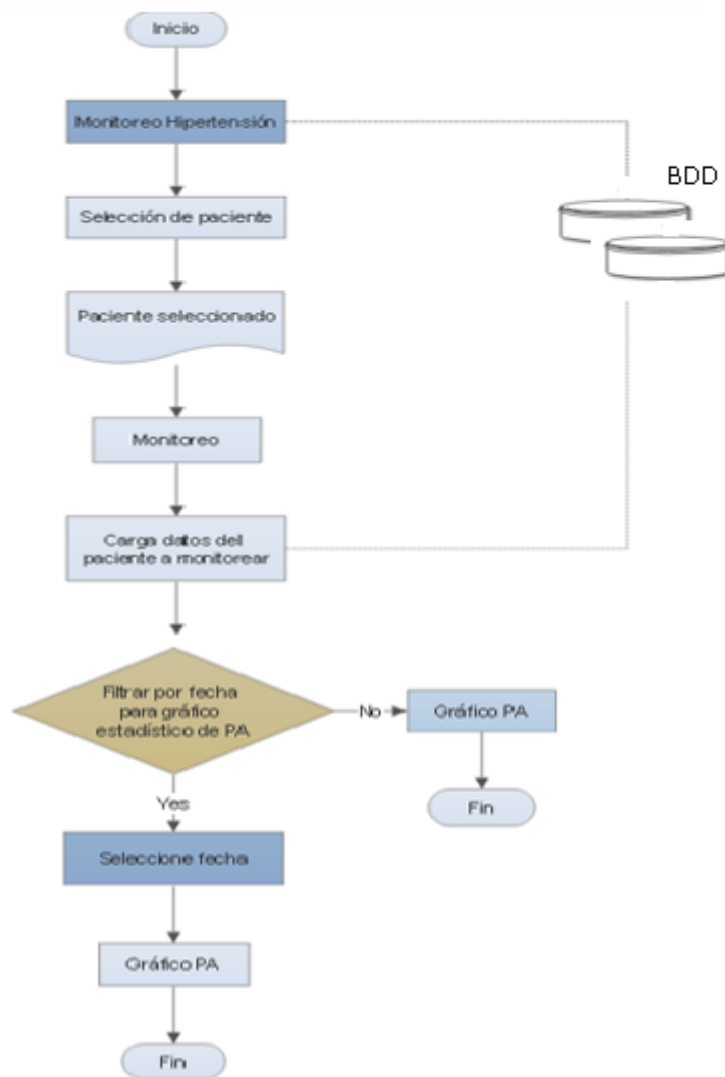 Inicio
Monitoreo Hipertensión
BDD
Selección de paciente
Paciente seleccionado
Monitoreo
Carga datos dell
paciente a monitorear
Filtrar por fecha
para gráfico
estadístico de PA
No
Gráfico PA
Yes
Fin
Seleccione fecha
Gráfico PA
Fin